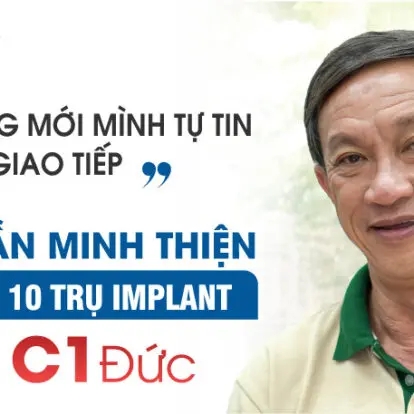 G MỚI MÌNH TỰ TIN
GIAO TIẾP ”
ẦN MINH THIỆN
10 TRỤ IMPLANT
C1 Đức